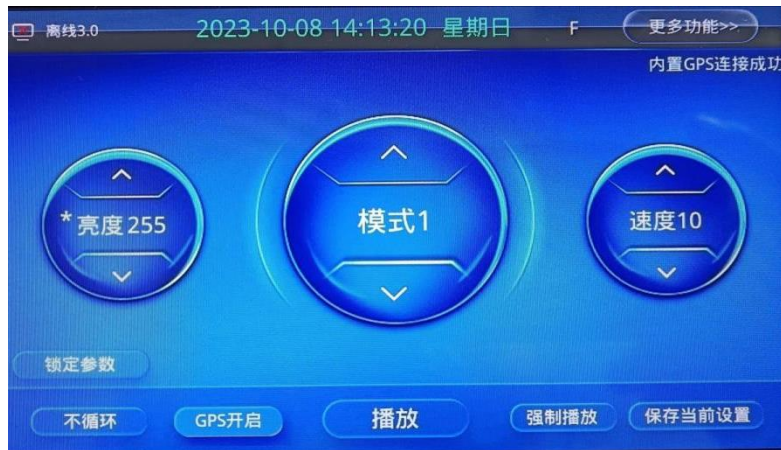 离线3.0 2023-10-08 14:13:20 星期日 F 更多功能>>
内置GPS连接成功
*亮度255 模式1 速度10
锁定参数
不循环 GPS开启 播放 强制播放 保存当前设置